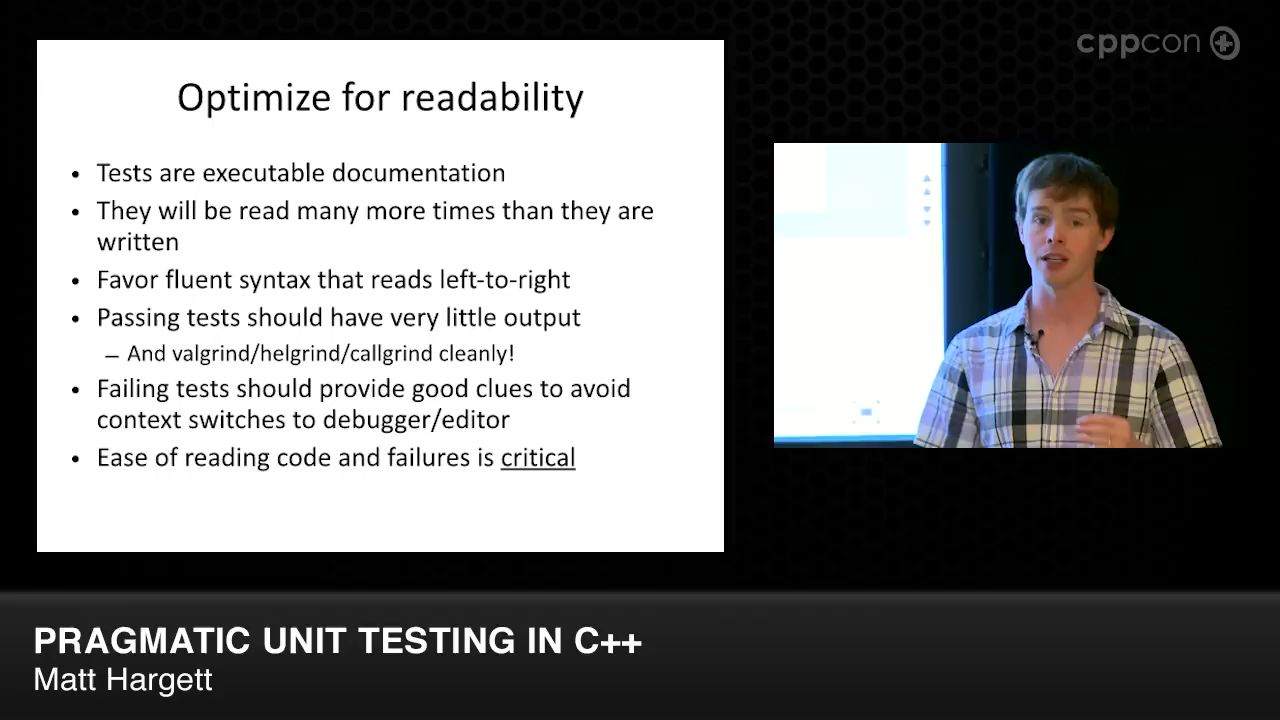 cppcon
Optimize for readability
• Tests are executable documentation
• They will be read many more times than they are
written
• Favor fluent syntax that reads left-to-right
• Passing tests should have very little output
– And valgrind/helgrind/callgrind cleanly!
• Failing tests should provide good clues to avoid
context switches to debugger/editor
• Ease of reading code and failures is critical
PRAGMATIC UNIT TESTING IN C++
Matt Hargett